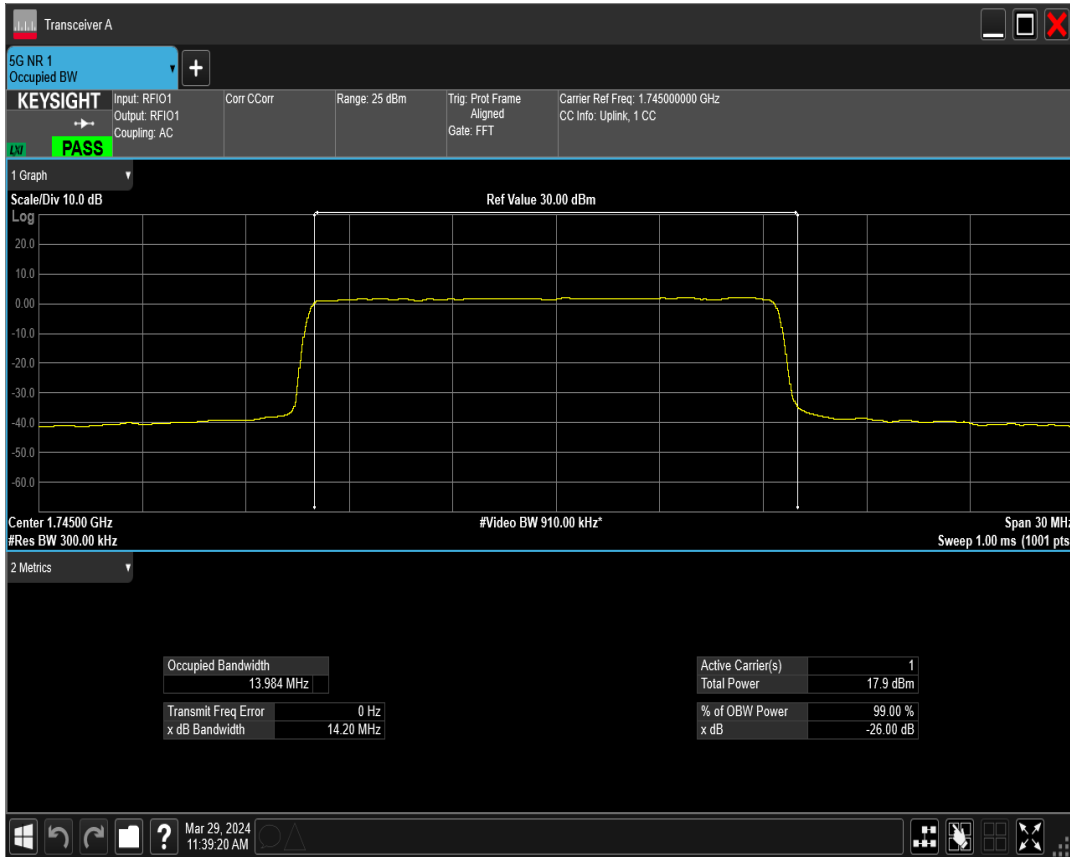 Transceiver A
5G NR 1
Occupied BW
+
KEYSIGHT
LXI
PASS
Input: RFIO1
Output: RFIO1
Coupling: AC
Corr CCorr
Range: 25 dBm
Trig: Prot Frame
Aligned
Gate: FFT
Carrier Ref Freq: 1.745000000 GHz
CC Info: Uplink, 1 CC
1 Graph
Scale/Div 10.0 dB
Ref Value 30.00 dBm
Log
20.0
10.0
0.00
-10.0
-20.0
-30.0
-40.0
-50.0
-60.0
Center 1.74500 GHz
#Video BW 910.00 kHz*
Span 30 MHz
#Res BW 300.00 kHz
Sweep 1.00 ms (1001 pts
2 Metrics
Occupied Bandwidth
13.984 MHz
Transmit Freq Error 0 Hz
x dB Bandwidth 14.20 MHz
Active Carrier(s) 1
Total Power 17.9 dBm
% of OBW Power 99.00 %
x dB -26.00 dB
?
Mar 29, 2024
11:39:20 AM